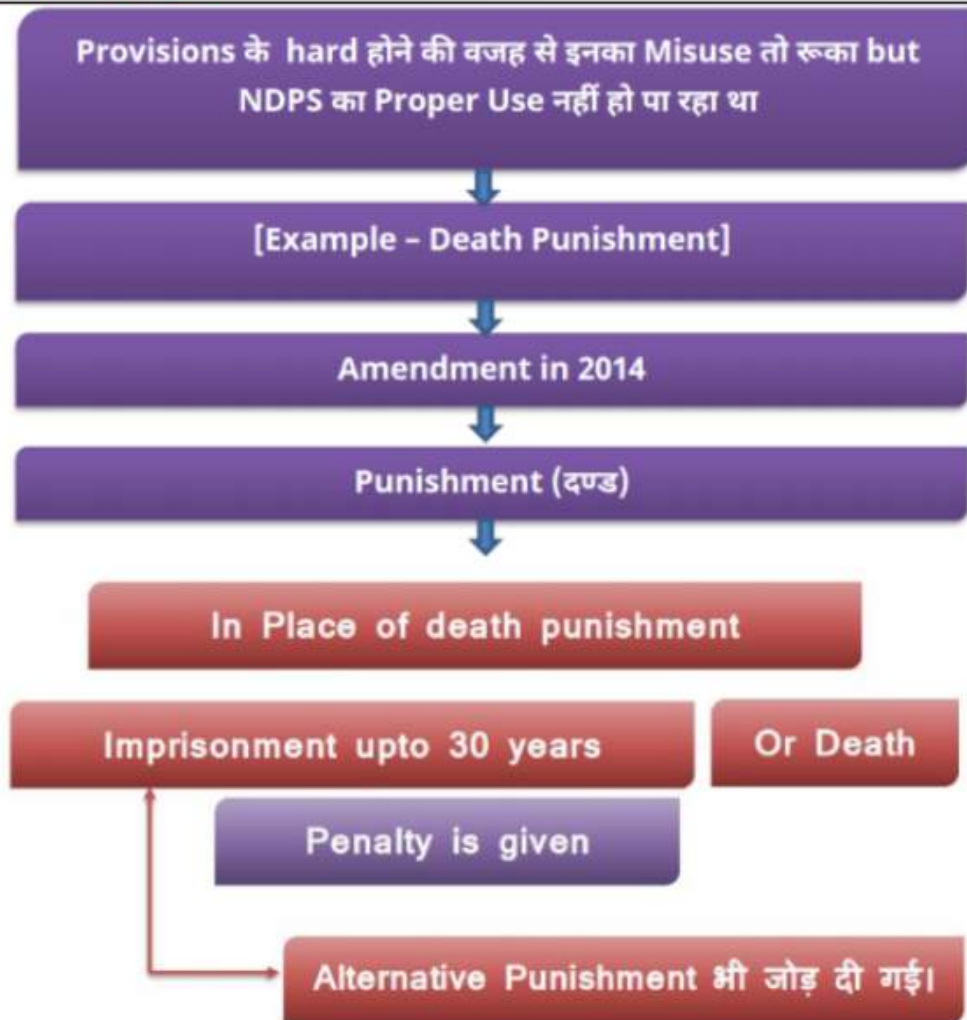 Provisions के hard होने की वजह से इनका Misuse तो रूका but
NDPS का Proper Use नहीं हो पा रहा था
[Example – Death Punishment]
Amendment in 2014
Punishment (दण्ड)
In Place of death punishment
Imprisonment upto 30 years
Or Death
Penalty is given
Alternative Punishment भी जोड़ दी गई।